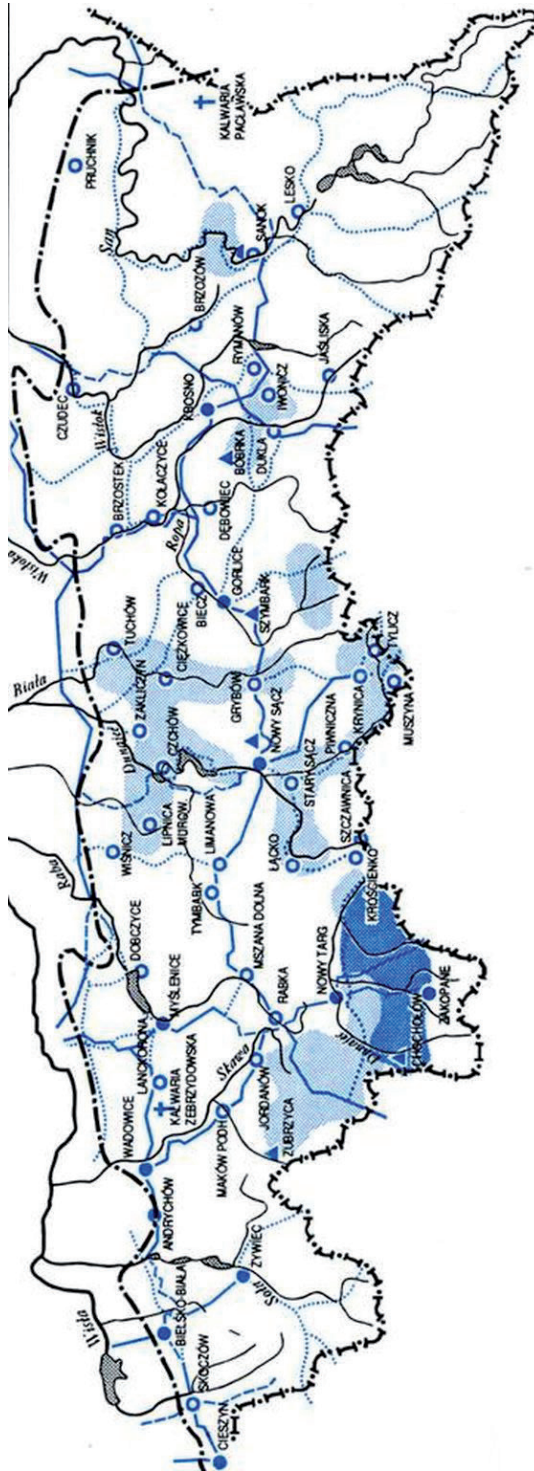 CIESZYN
SKOCZÓW
Wisła
BIELSKO-BIAŁA
ŻYWIEC
Soła
ANDRYCHÓW
WADOWICE
KALWARIA
ZEBRZYDOWSKA
LANCKORONA
MAKÓW PODH.
JORDANÓW
ZUBRZYCA
Skawa
MYŚLENICE
DOBCZYCE
Raba
RABKA
MSZANA DOLNA
NOWY TARG
Dunajec
CHOCHOŁÓW
ZAKOPANE
TYMBARK
LIMANOWA
WIŚNICZ
LIPNICA
MUROW.
ŁĄCKO
KROŚCIENKO
SZCZAWNICA
STARY SĄCZ
NOWY SĄCZ
PIWNICZNA
CZCHÓW
ZAKLICZYN
Dunajec
Biała
TUCHÓW
CIĘŻKOWICE
GRYBÓW
KRYNICA
MUSZYNA
TYLICZ
SZYMBARK
GORLICE
BIECZ
Ropa
DĘBOWIEC
KOŁACZYCE
BRZOSTEK
Wisłoka
KROSNO
BÓBRKA
DUKLA
IWONICZ
RYMANÓW
JAŚLISKA
Wisłok
CZUDEC
BRZOZÓW
SANOK
LESKO
San
PRUCHNIK
KALWARIA
PACŁAWSKA